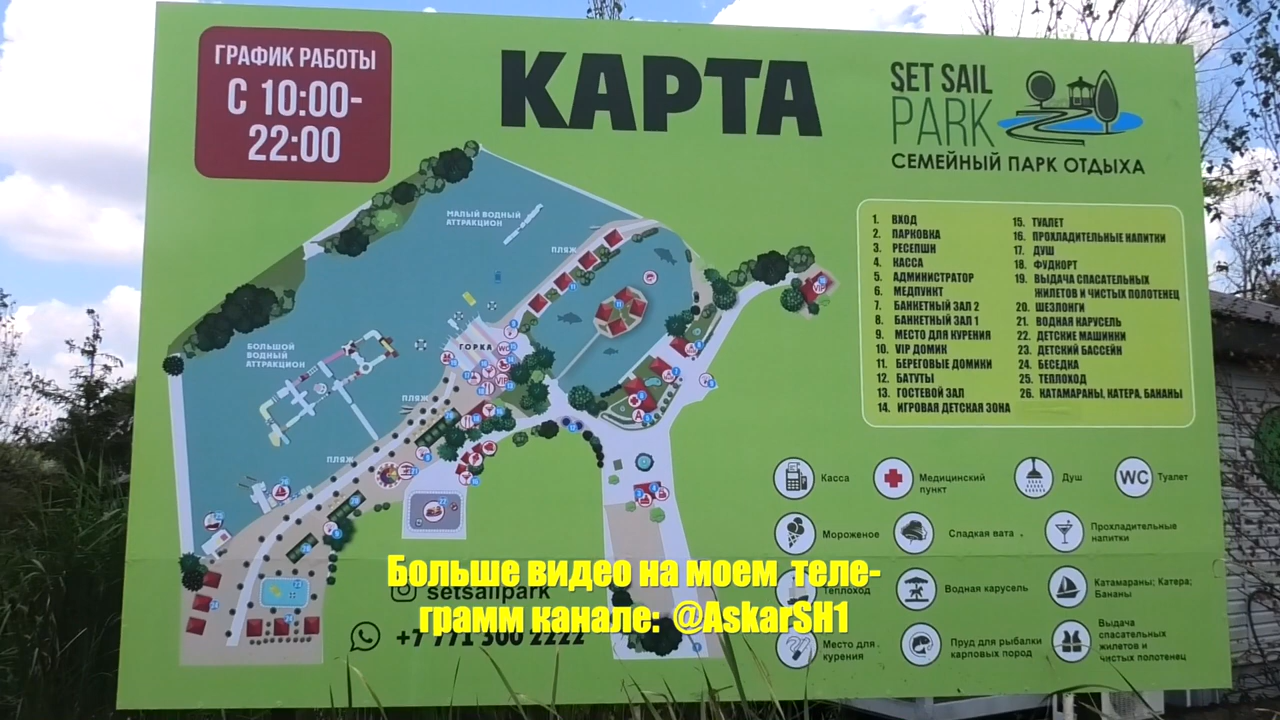 ГРАФИК РАБОТЫ
С 10:00-
22:00
КАРТА
SET SAIL
PARK
СЕМЕЙНЫЙ ПАРК ОТДЫХА
МАЛЫЙ ВОДНЫЙ
АТТРАКЦИОН
ПЛЯЖ
ГОРКА
БОЛЬШОЙ
ВОДНЫЙ
АТТРАКЦИОН
ПЛЯЖ
ПЛЯЖ
VIP
WC
1. ВХОД
2. ПАРКОВКА
3. РЕСЕПШН
4. КАССА
5. АДМИНИСТРАТОР
6. МЕДПУНКТ
7. БАНКЕТНЫЙ ЗАЛ 2
8. БАНКЕТНЫЙ ЗАЛ 1
9. МЕСТО ДЛЯ КУРЕНИЯ
10. VIP ДОМИК
11. БЕРЕГОВЫЕ ДОМИКИ
12. БАТУТЫ
13. ГОСТЕВОЙ ЗАЛ
14. ИГРОВАЯ ДЕТСКАЯ ЗОНА
15. ТУАЛЕТ
16. ПРОХЛАДИТЕЛЬНЫЕ НАПИТКИ
17. ДУШ
18. ФУДКОРТ
19. ВЫДАЧА СПАСАТЕЛЬНЫХ
ЖИЛЕТОВ И ЧИСТЫХ ПОЛОТЕНЕЦ
20. ШЕЗЛОНГИ
21. ВОДНАЯ КАРУСЕЛЬ
22. ДЕТСКИЕ МАШИНКИ
23. ДЕТСКИЙ БАССЕЙН
24. БЕСЕДКА
25. ТЕПЛОХОД
26. КАТАМАРАНЫ, КАТЕРА, БАНАНЫ
Касса
Медицинский
пункт
Душ
WC
Туалет
Мороженое
Сладкая вата
Прохладительные
напитки
Теплоход
Водная карусель
Катамараны; Катера;
Бананы
Место для
курения
Пруд для рыбалки
карповых пород
Выдача
спасательных
жилетов и
чистых полотенец
setsailpark
+7 771 300 2222
Больше видео на моем теле-
грамм канале: @AskarSH1